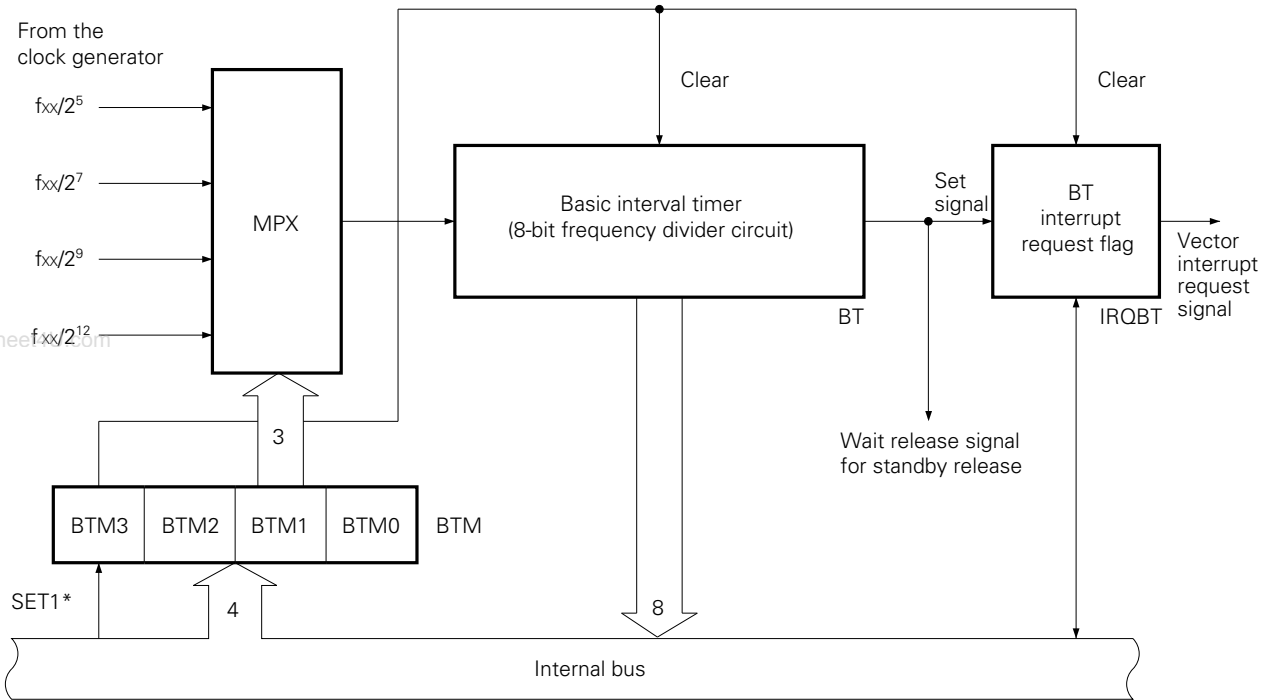 From the
clock generator
fxx/2⁵
fxx/2⁷
fxx/2⁹
fxx/2¹²
MPX
Clear
Clear
Basic interval timer
(8-bit frequency divider circuit)
BT
Set
signal
BT
interrupt
request flag
IRQBT
Vector
interrupt
request
signal
Wait release signal
for standby release
3
BTM3 BTM2 BTM1 BTM0 BTM
SET1*
4
8
Internal bus